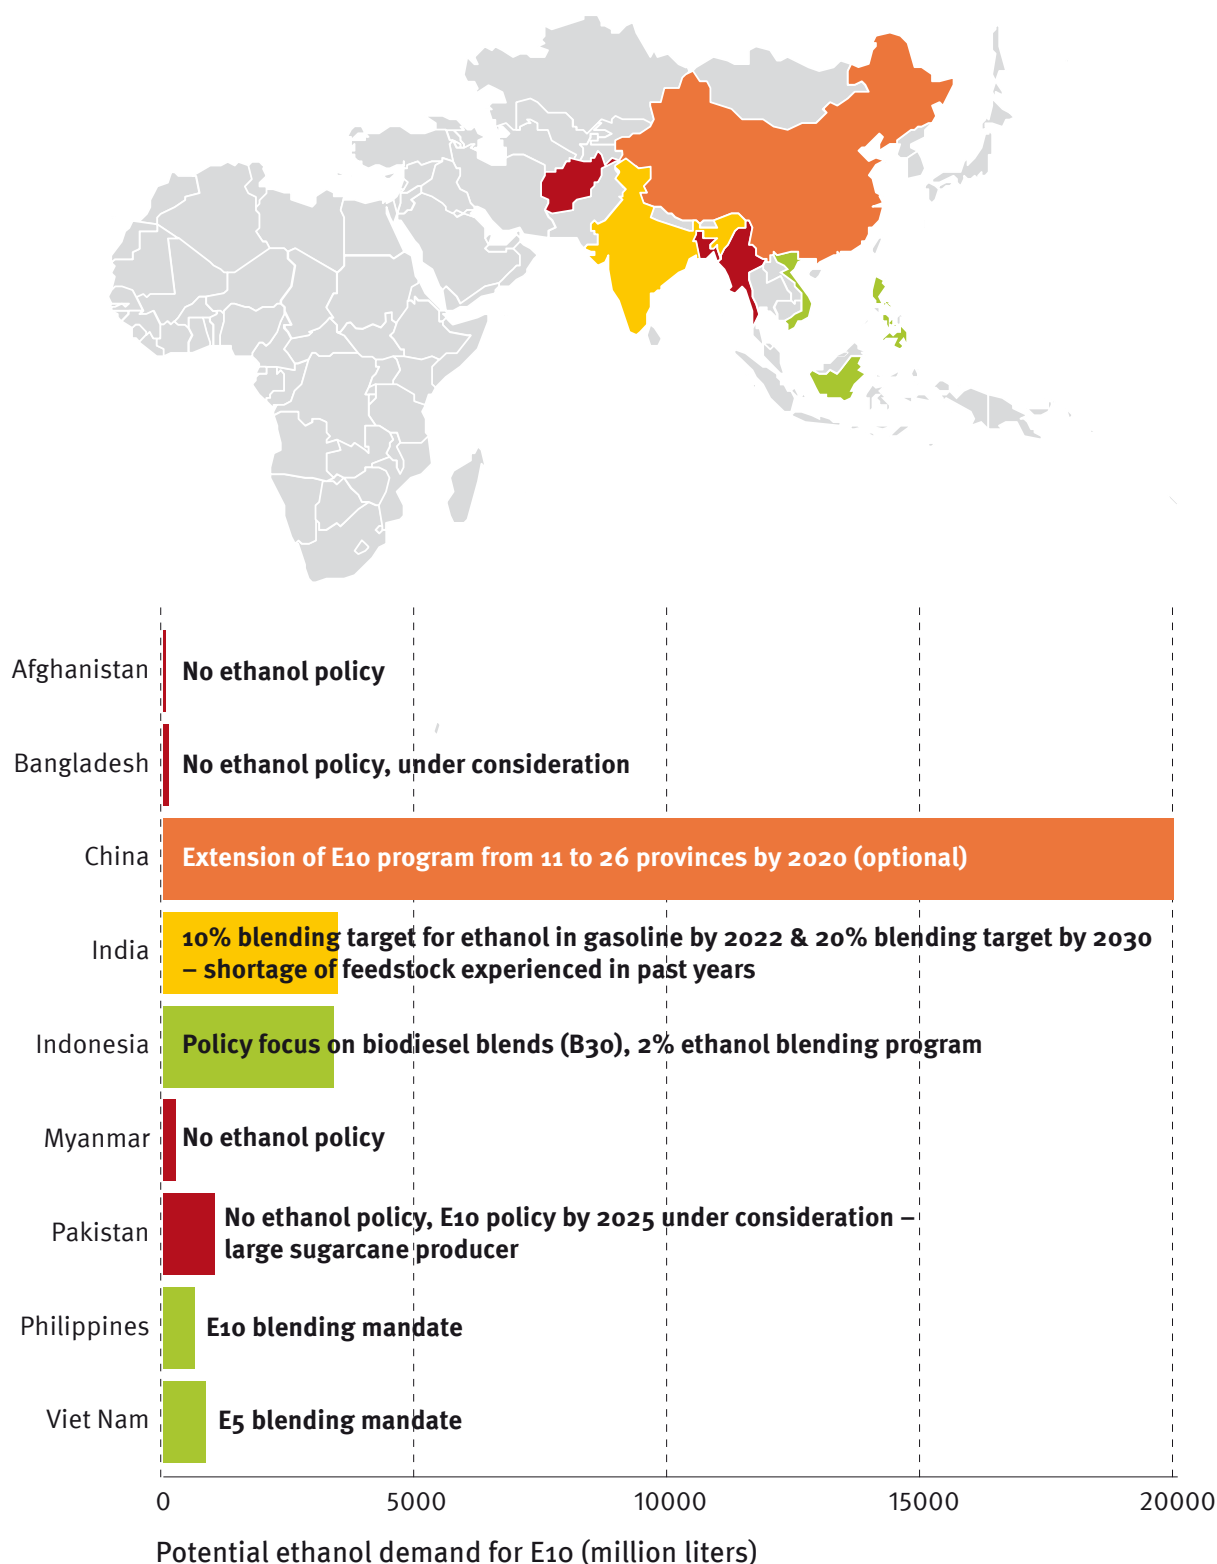 Afghanistan
No ethanol policy
Bangladesh
No ethanol policy, under consideration
China
Extension of E10 program from 11 to 26 provinces by 2020 (optional)
India
10% blending target for ethanol in gasoline by 2022 & 20% blending target by 2030
– shortage of feedstock experienced in past years
Indonesia
Policy focus on biodiesel blends (B30), 2% ethanol blending program
Myanmar
No ethanol policy
Pakistan
No ethanol policy, E10 policy by 2025 under consideration –
large sugarcane producer
Philippines
E10 blending mandate
Viet Nam
E5 blending mandate
0 5000 10000 15000 20000
Potential ethanol demand for E10 (million liters)